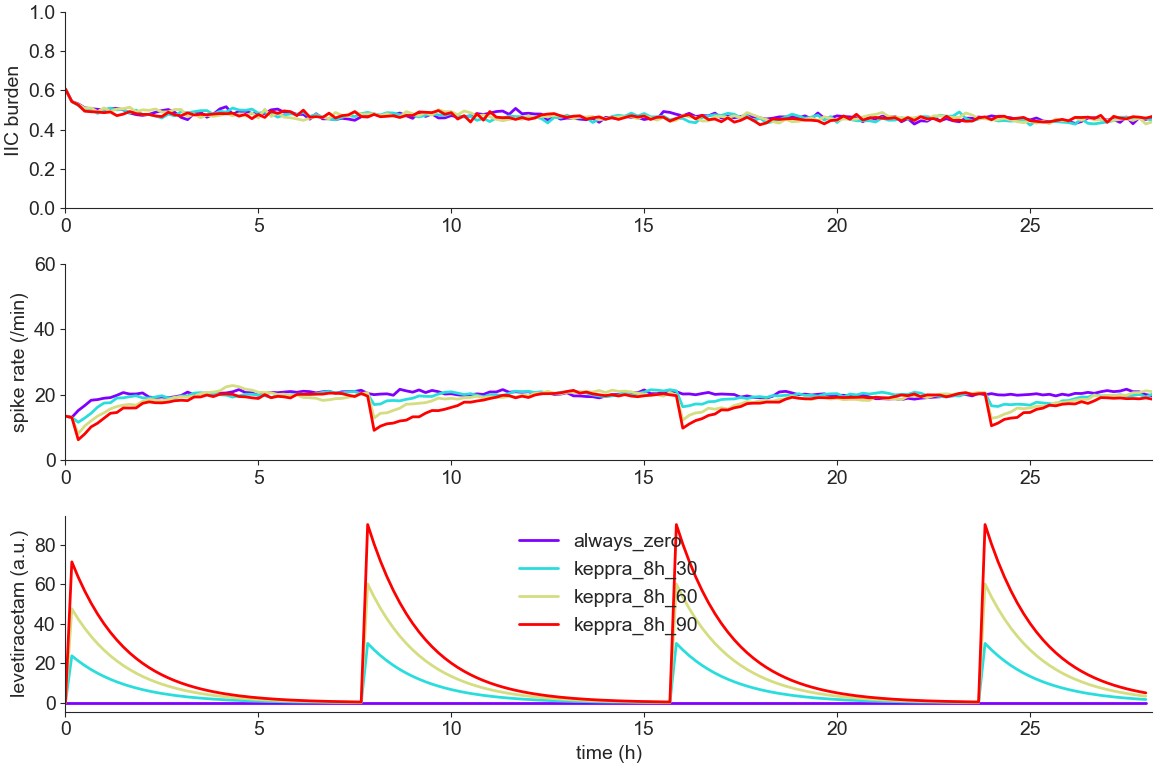 IIC burden
1.0
0.8
0.6
0.4
0.2
0.0
0 5 10 15 20 25
spike rate (/min)
60
40
20
0
0 5 10 15 20 25
levetiracetam (a.u.)
80
60
40
20
0
always_zero
keppra_8h_30
keppra_8h_60
keppra_8h_90
0 5 10 15 20 25
time (h)